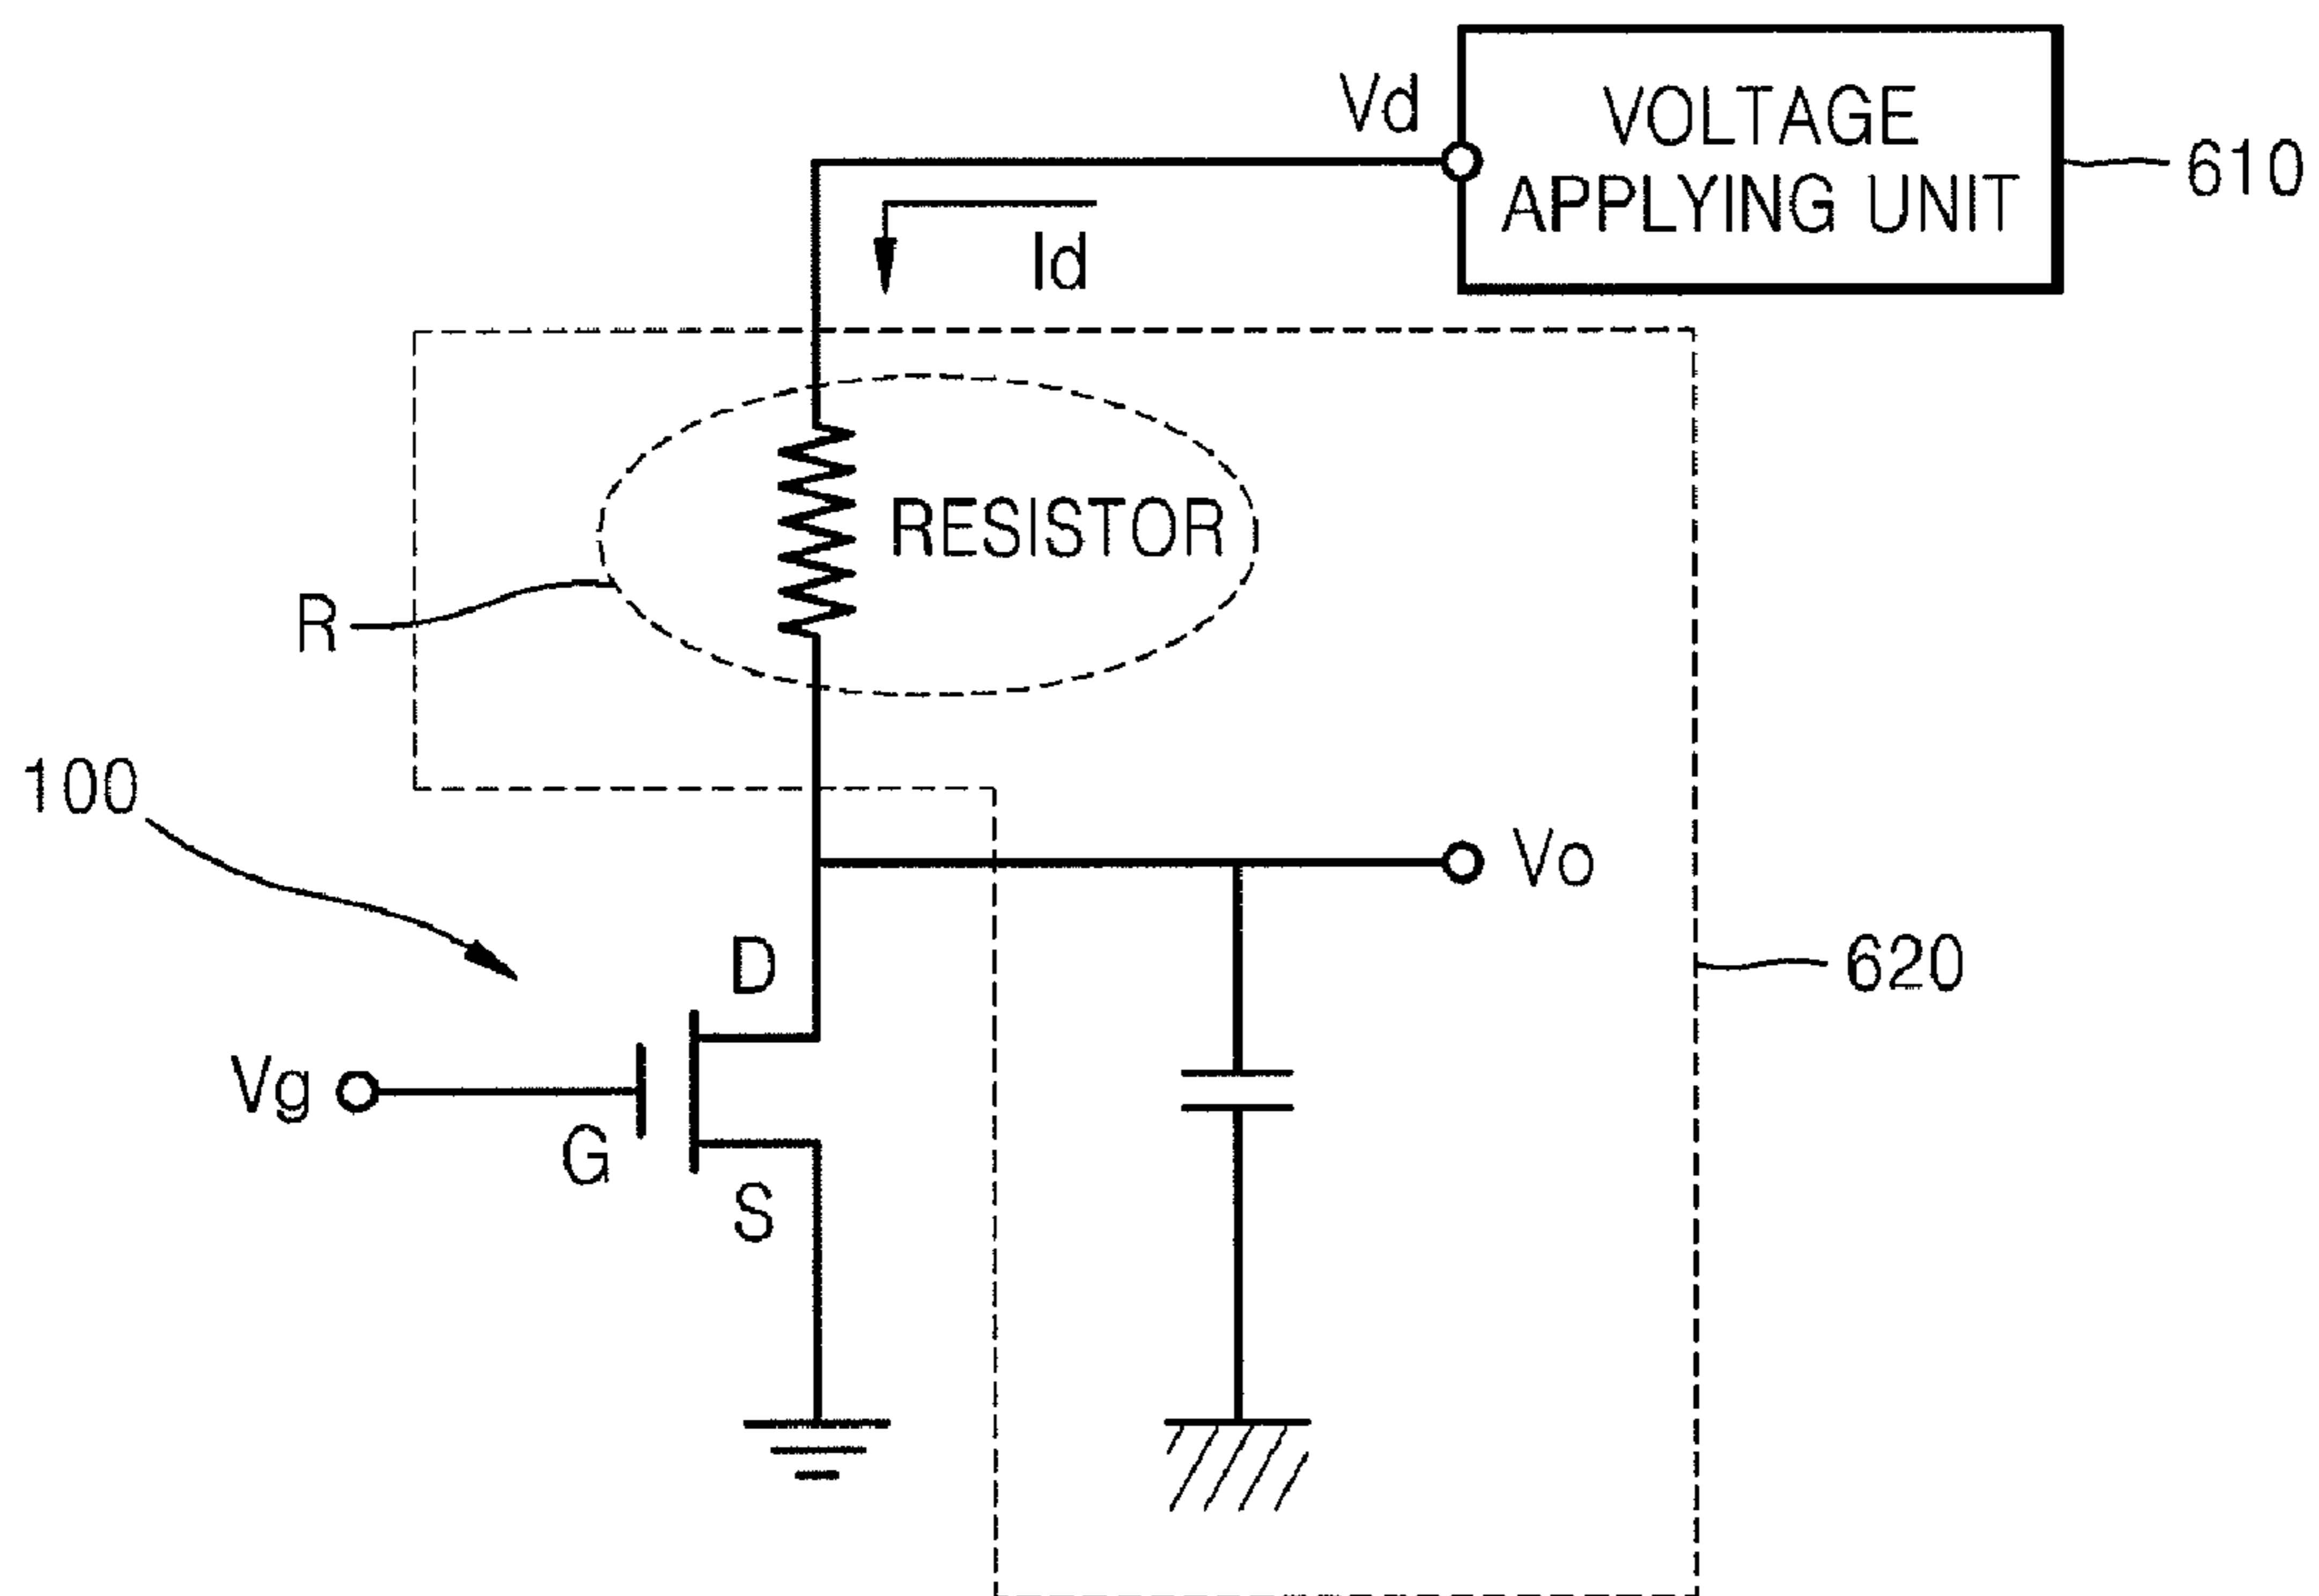 Vd
VOLTAGE
APPLYING UNIT
610
Id
RESISTOR
R
100
Vo
D
620
Vg
G
S